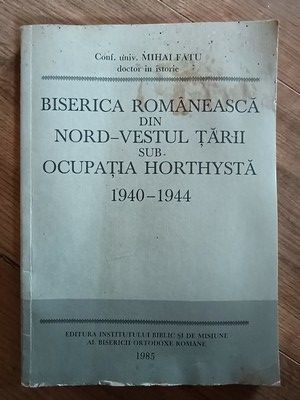 Conf. univ. MIHAI FĂTU
doctor în istorie
BISERICA ROMÂNEASCĂ
DIN
NORD-VESTUL ȚĂRII
SUB
OCUPAȚIA HORTHYSTĂ
1940-1944
EDITURA INSTITUTULUI BIBLIC ȘI DE MISIUNE
AL BISERICII ORTODOXE ROMÂNE
1985